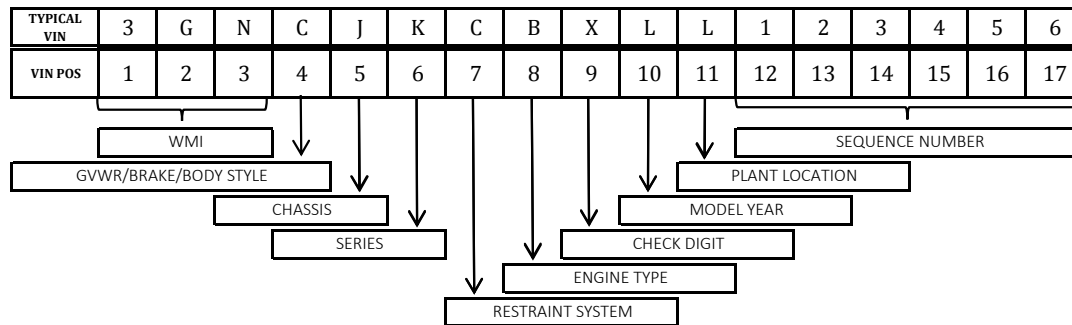 TYPICAL VIN 3 G N C J K C B X L L 1 2 3 4 5 6
VIN POS 1 2 3 4 5 6 7 8 9 10 11 12 13 14 15 16 17
WMI SEQUENCE NUMBER
GVWR/BRAKE/BODY STYLE PLANT LOCATION
CHASSIS MODEL YEAR
SERIES CHECK DIGIT
ENGINE TYPE
RESTRAINT SYSTEM